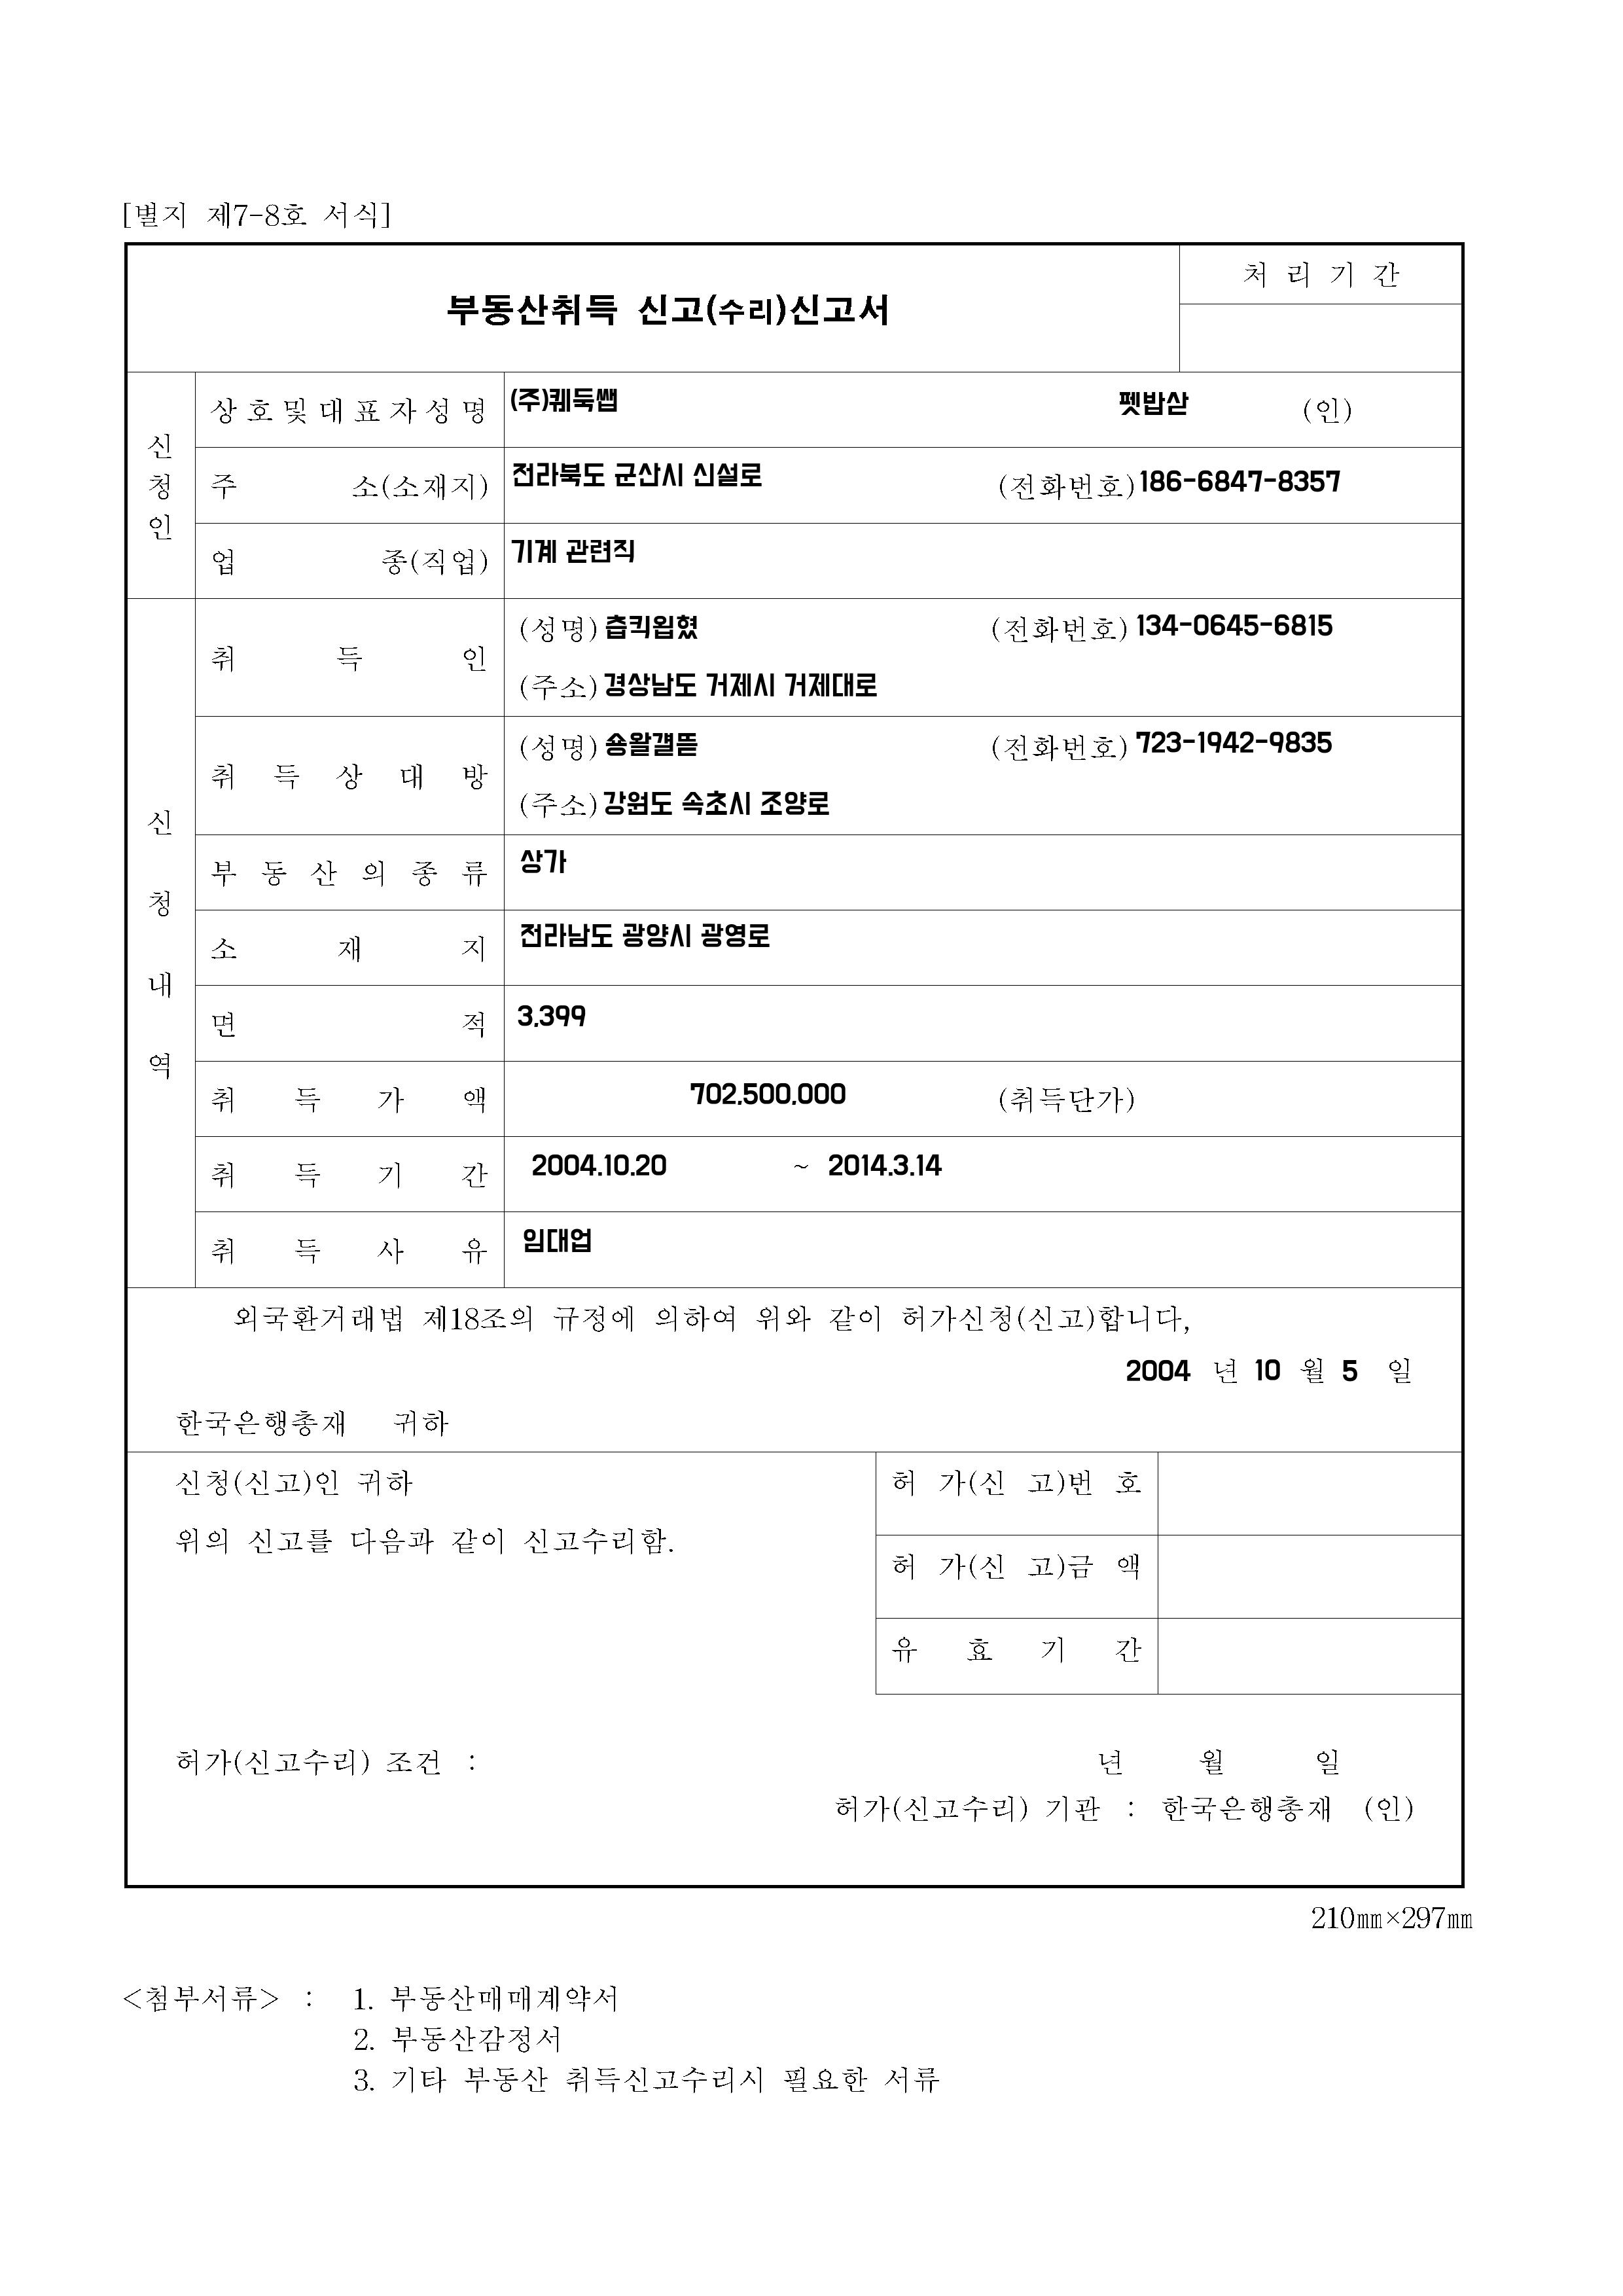 [별지 제7-8호 서식]
부동산취득 신고(수리)신고서
처 리 기 간
신청인
상호및대표자성명 (주)퀘둑쌥 펫밥샨 (인)
주 소(소재지) 전라북도 군산시 신설로 (전화번호) 186-6847-8357
업 종(직업) 기계 관련직
신청내역
취 득 인 (성명) (전화번호) 134-0645-6815
(주소) 경상남도 거제시 거제대로
취 득 상 대 방 (성명) (전화번호) 723-1942-9835
(주소) 강원도 속초시 조양로
부 동 산 의 종 류 상가
소 재 지 전라남도 광양시 광영로
면 적 3,399
취 득 가 액 702,500,000 (취득단가)
취 득 기 간 2004.10.20 ~ 2014.3.14
취 득 사 유 임대업
외국환거래법 제18조의 규정에 의하여 위와 같이 허가신청(신고)합니다,
2004 년 10 월 5 일
한국은행총재 귀하
신청(신고)인 귀하
위의 신고를 다음과 같이 신고수리함.
허 가(신 고)번 호
허 가(신 고)금 액
유 효 기 간
허가(신고수리) 조건 :
년 월 일
허가(신고수리) 기관 : 한국은행총재 (인)
210㎜×297㎜
<첨부서류> : 1. 부동산매매계약서
2. 부동산감정서
3. 기타 부동산 취득신고수리시 필요한 서류